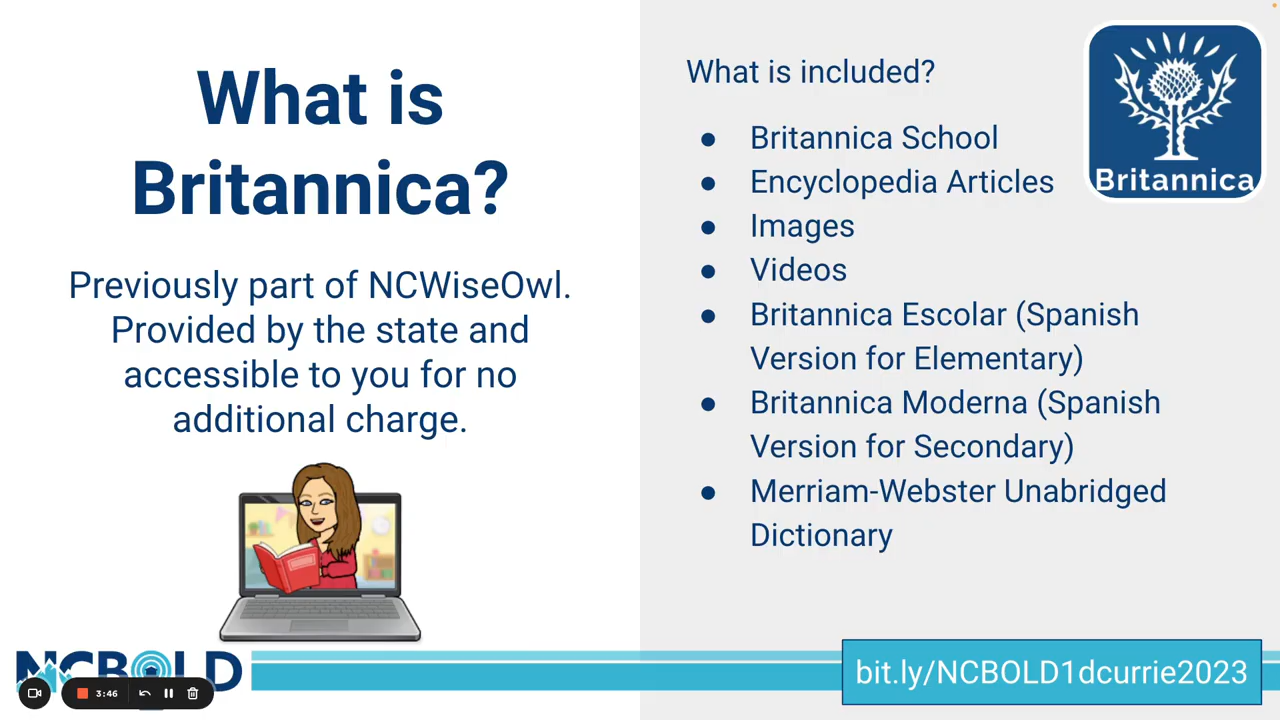 What is
Britannica?
Previously part of NCWiseOwl.
Provided by the state and
accessible to you for no
additional charge.
What is included?
● Britannica School
● Encyclopedia Articles
● Images
● Videos
● Britannica Escolar (Spanish
Version for Elementary)
● Britannica Moderna (Spanish
Version for Secondary)
● Merriam-Webster Unabridged
Dictionary
Britannica
NCBOLD
3:46
bit.ly/NCBOLD1dcurrie2023